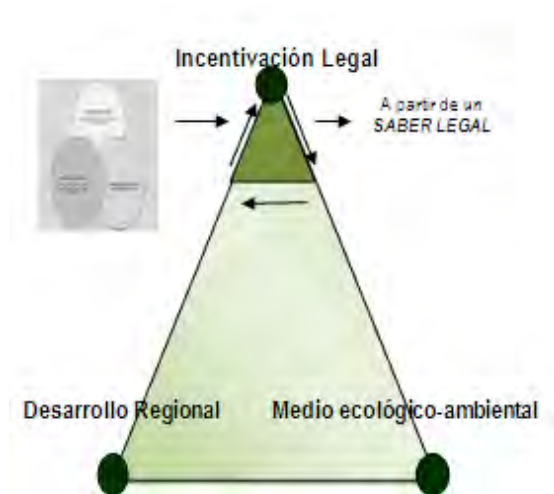 Incentivación Legal
A partir de un
SABER LEGAL
Desarrollo Regional
Medio ecológico-ambiental